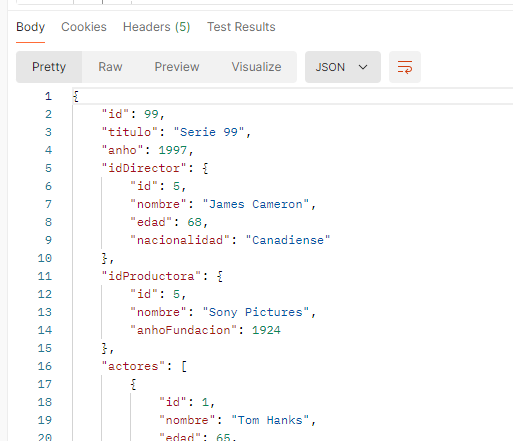 Body Cookies Headers (5) Test Results
Pretty Raw Preview Visualize JSON
1 {
2 "id": 99,
3 "titulo": "Serie 99",
4 "anho": 1997,
5 "idDirector": {
6 "id": 5,
7 "nombre": "James Cameron",
8 "edad": 68,
9 "nacionalidad": "Canadiense"
10 },
11 "idProductora": {
12 "id": 5,
13 "nombre": "Sony Pictures",
14 "anhoFundacion": 1924
15 },
16 "actores": [
17 {
18 "id": 1,
19 "nombre": "Tom Hanks",
20 "edad": 65,